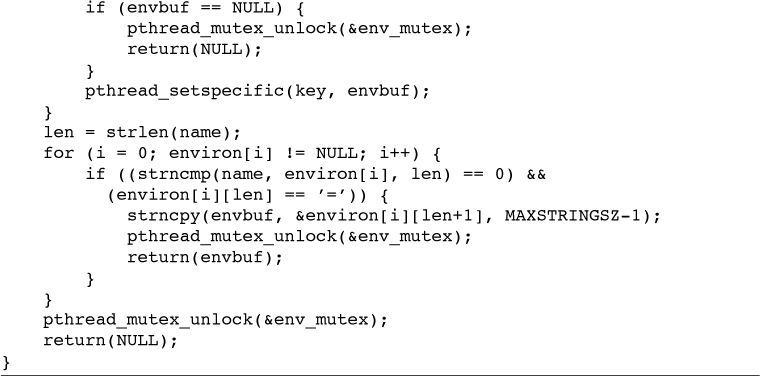 if (envbuf == NULL) {
            pthread_mutex_unlock(&env_mutex);
            return(NULL);
        }
        pthread_setspecific(key, envbuf);
    }
    len = strlen(name);
    for (i = 0; environ[i] != NULL; i++) {
        if ((strncmp(name, environ[i], len) == 0) &&
          (environ[i][len] == ’=’)) {
            strncpy(envbuf, &environ[i][len+1], MAXSTRINGSZ-1);
            pthread_mutex_unlock(&env_mutex);
            return(envbuf);
        }
    }
    pthread_mutex_unlock(&env_mutex);
    return(NULL);
}